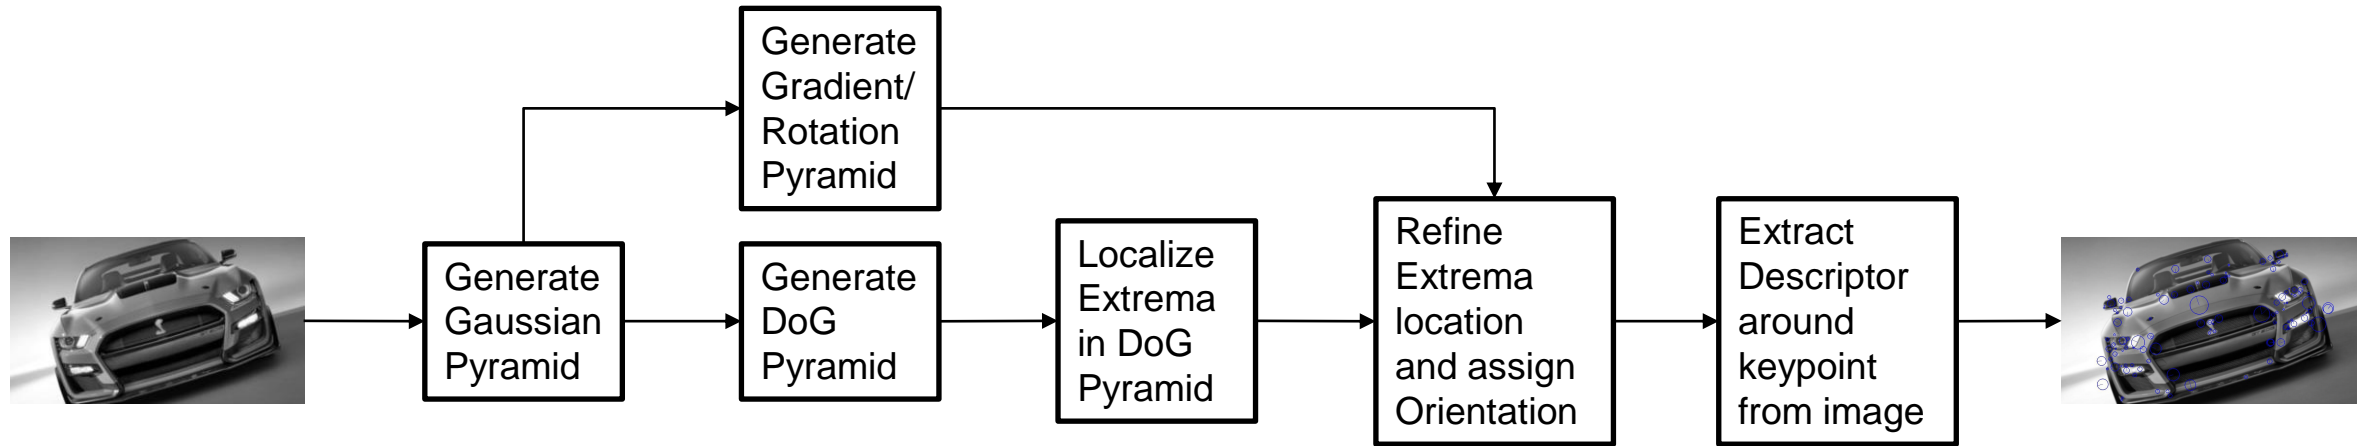 Generate
Gradient/
Rotation
Pyramid
Generate
Gaussian
Pyramid
Generate
DoG
Pyramid
Localize
Extrema
in DoG
Pyramid
Refine
Extrema
location
and assign
Orientation
Extract
Descriptor
around
keypoint
from image